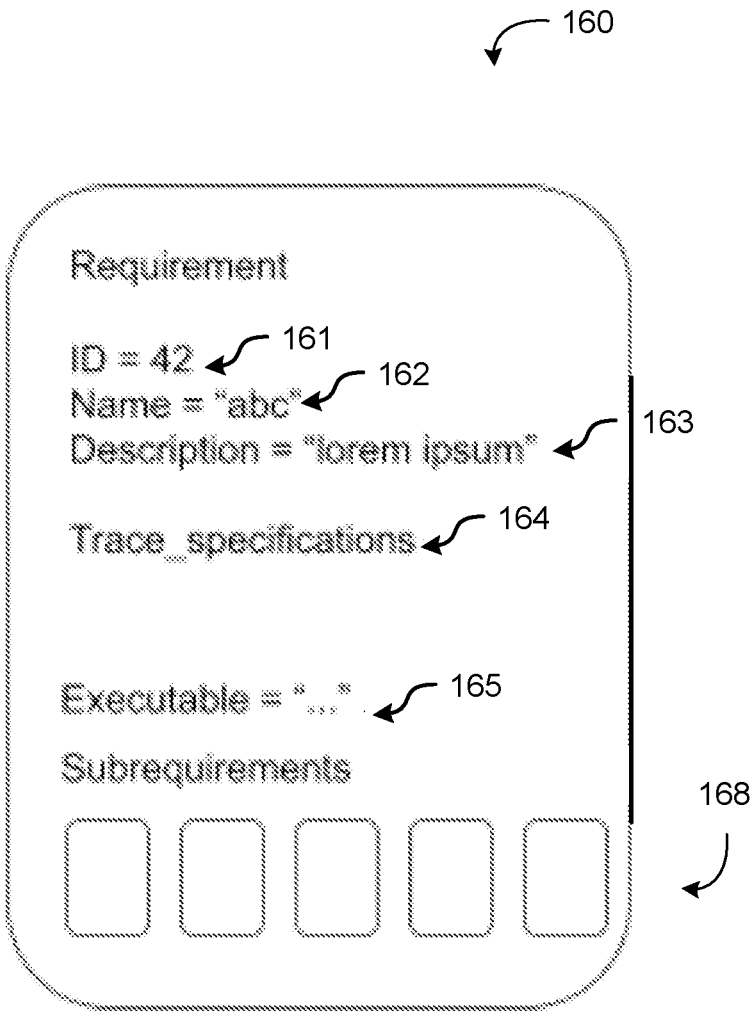 160
Requirement
ID = 42 161
Name = “abc” 162
Description = “lorem ipsum” 163
Trace_specifications 164
Executable = “...” 165
Subrequirements
168